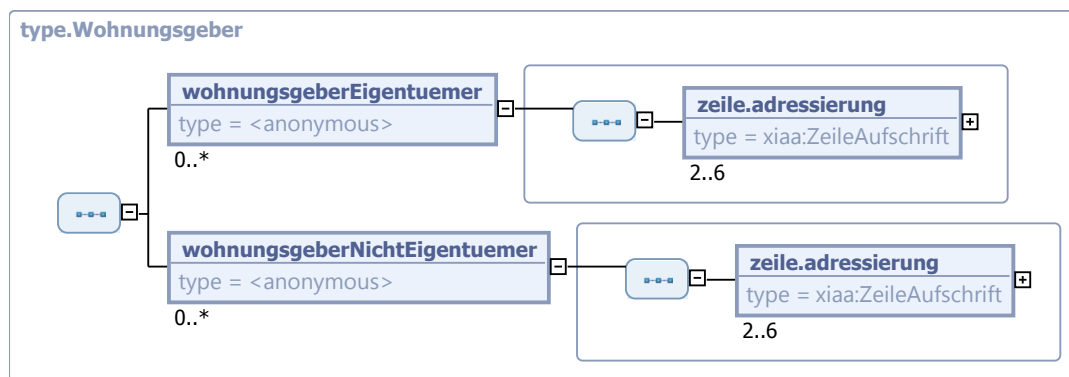 type.Wohnungsgeber
wohnungsgeberEigentuemer
type = <anonymous>
0..*
zeile.adressierung
type = xiaa:ZeileAufschrift
2..6
wohnungsgeberNichtEigentuemer
type = <anonymous>
0..*
zeile.adressierung
type = xiaa:ZeileAufschrift
2..6